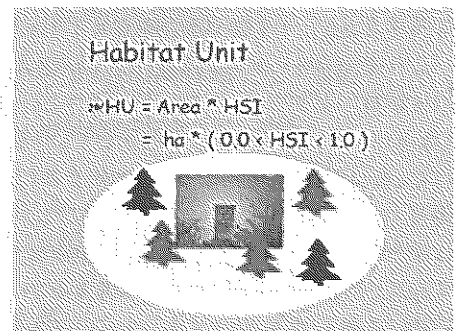 Habitat Unit
HU = Area * HSI
= ha * ( 0.0 < HSI < 1.0 )